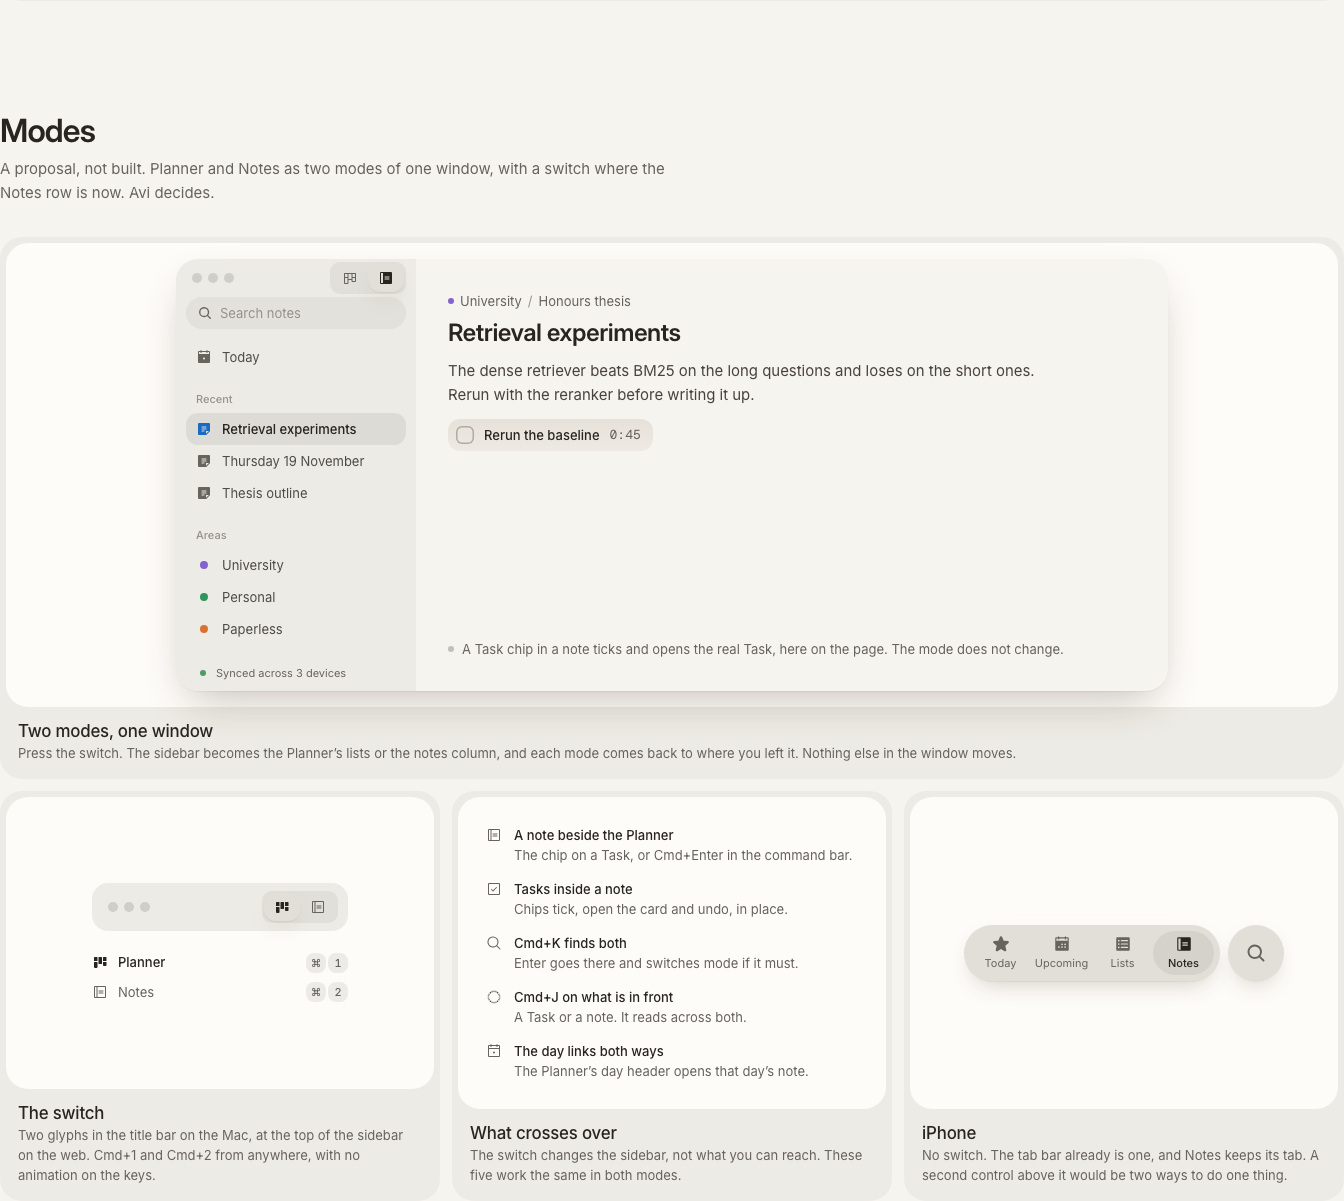 Modes
A proposal, not built. Planner and Notes as two modes of one window, with a switch where the
Notes row is now. Avi decides.
Search notes
Today
Recent
Retrieval experiments
Thursday 19 November
Thesis outline
Areas
University
Personal
Paperless
Synced across 3 devices
University / Honours thesis
Retrieval experiments
The dense retriever beats BM25 on the long questions and loses on the short ones.
Rerun with the reranker before writing it up.
Rerun the baseline 0:45
A Task chip in a note ticks and opens the real Task, here on the page. The mode does not change.
Two modes, one window
Press the switch. The sidebar becomes the Planner’s lists or the notes column, and each mode comes back to where you left it. Nothing else in the window moves.
Planner ⌘ 1
Notes ⌘ 2
The switch
Two glyphs in the title bar on the Mac, at the top of the sidebar
on the web. Cmd+1 and Cmd+2 from anywhere, with no
animation on the keys.
A note beside the Planner
The chip on a Task, or Cmd+Enter in the command bar.
Tasks inside a note
Chips tick, open the card and undo, in place.
Cmd+K finds both
Enter goes there and switches mode if it must.
Cmd+J on what is in front
A Task or a note. It reads across both.
The day links both ways
The Planner’s day header opens that day’s note.
What crosses over
The switch changes the sidebar, not what you can reach. These
five work the same in both modes.
Today Upcoming Lists Notes
iPhone
No switch. The tab bar already is one, and Notes keeps its tab. A
second control above it would be two ways to do one thing.